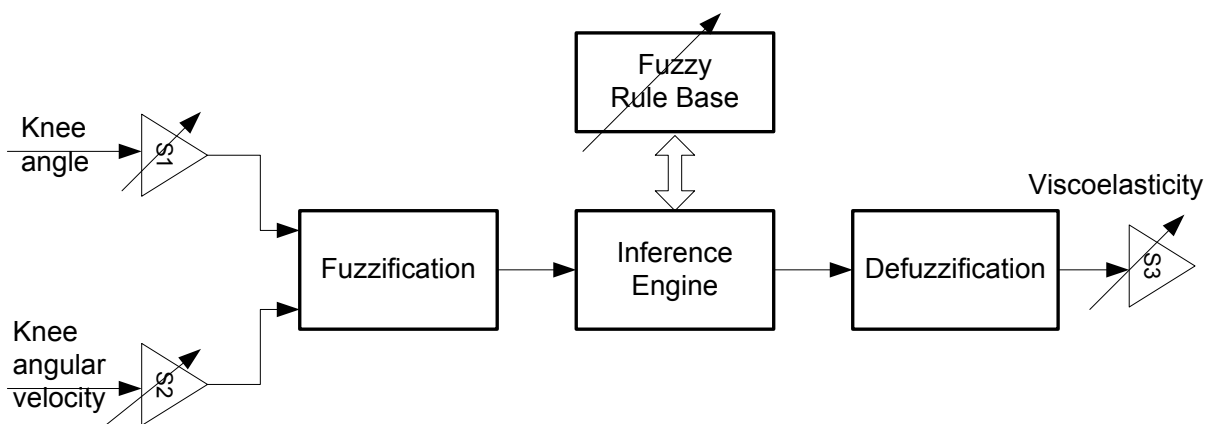 Fuzzy
Rule Base
Knee
angle
S1
Viscoelasticity
Fuzzification
Inference
Engine
Defuzzification
S3
Knee
angular
velocity
S2